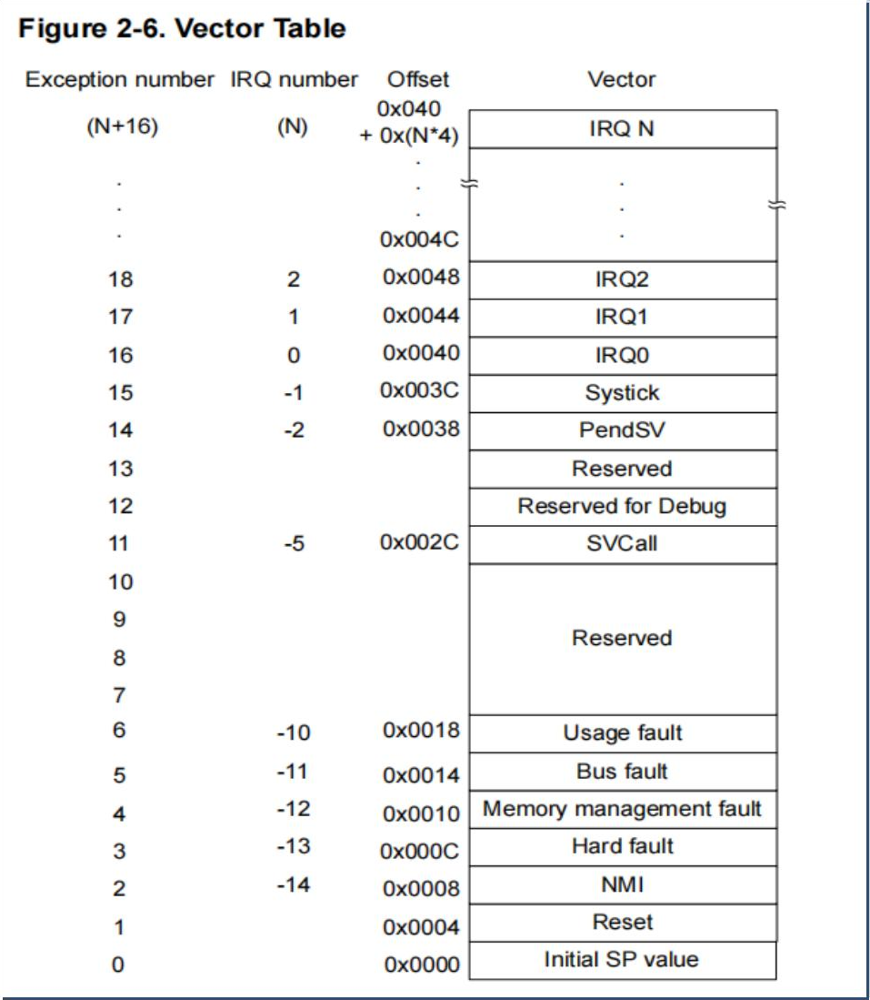 Figure 2-6. Vector Table
Exception number IRQ number Offset Vector
(N+16) (N) 0x040 + 0x(N*4) IRQ N
. . .
. . .
. . .
0x004C
18 2 0x0048 IRQ2
17 1 0x0044 IRQ1
16 0 0x0040 IRQ0
15 -1 0x003C Systick
14 -2 0x0038 PendSV
13 Reserved
12 Reserved for Debug
11 -5 0x002C SVCall
10
9
Reserved
8
7
6 -10 0x0018 Usage fault
5 -11 0x0014 Bus fault
4 -12 0x0010 Memory management fault
3 -13 0x000C Hard fault
2 -14 0x0008 NMI
1 0x0004 Reset
0 0x0000 Initial SP value